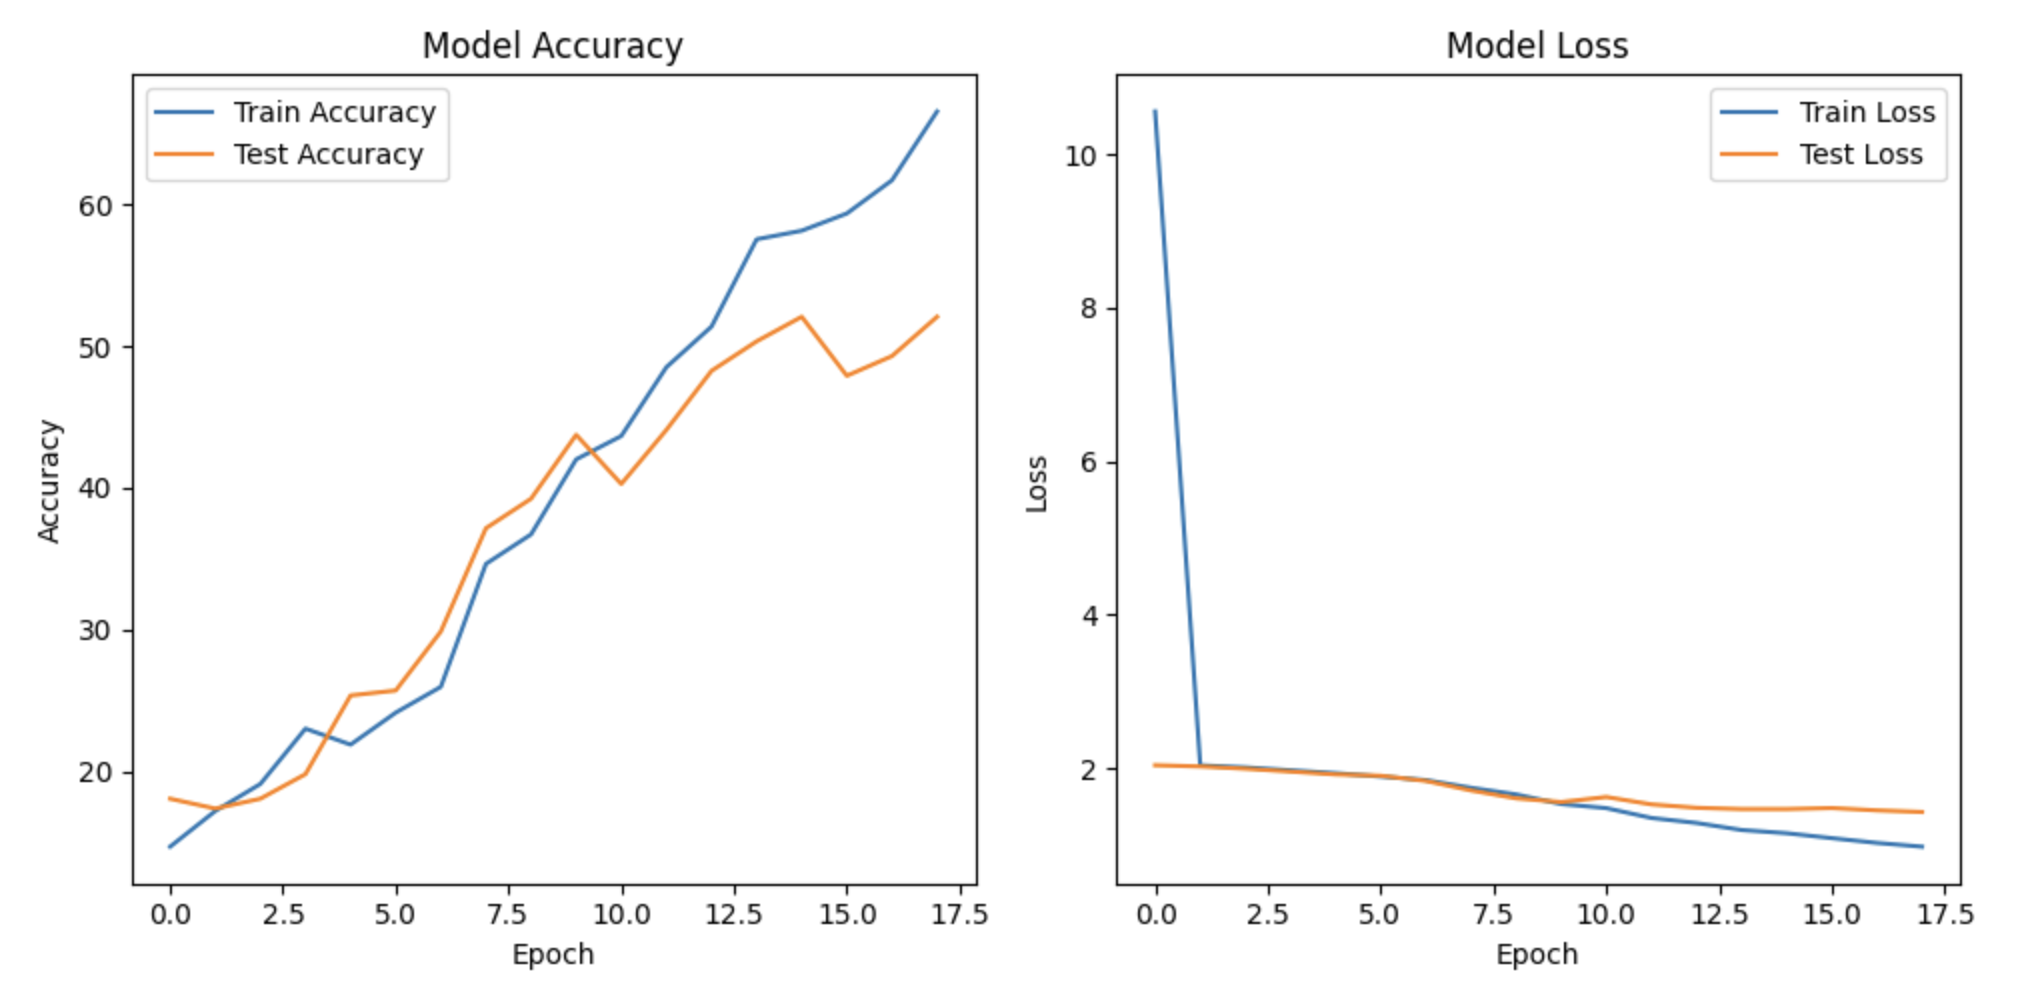 Model Accuracy
Train Accuracy
Test Accuracy
60
50
40
30
20
Accuracy
0.0 2.5 5.0 7.5 10.0 12.5 15.0 17.5
Epoch
Model Loss
Train Loss
Test Loss
10
8
6
4
2
Loss
0.0 2.5 5.0 7.5 10.0 12.5 15.0 17.5
Epoch